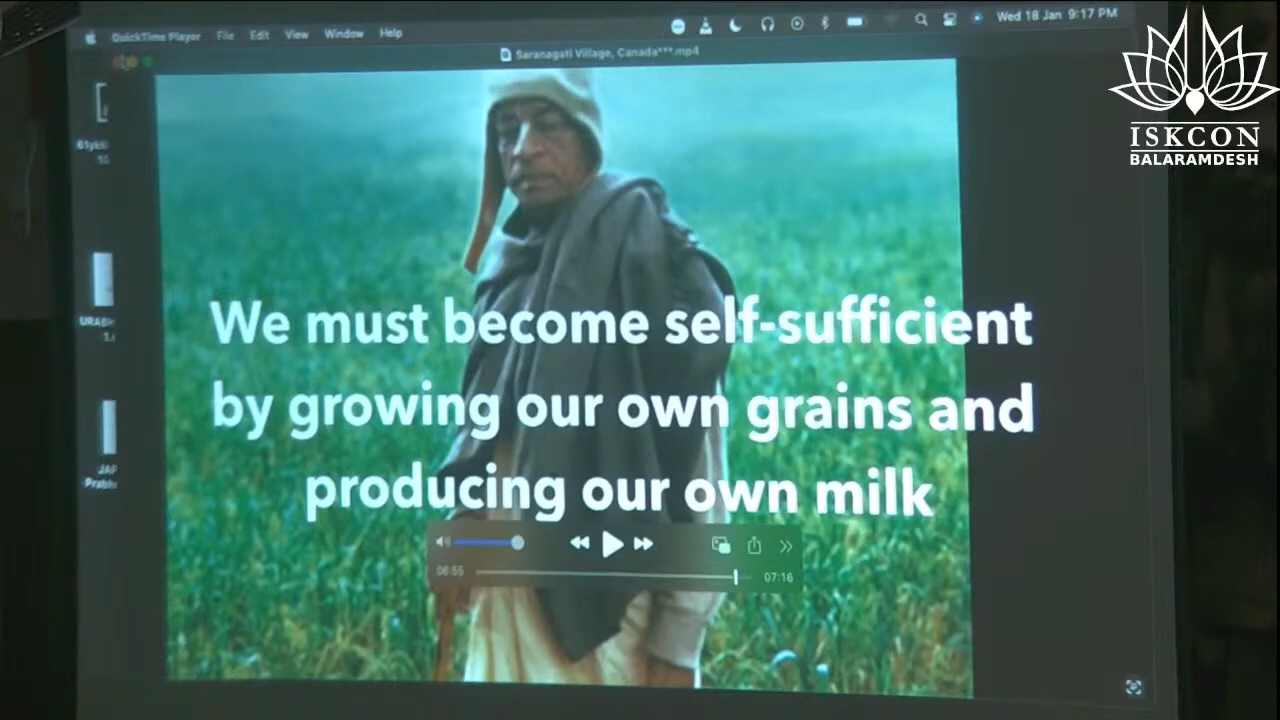 QuickTime Player File Edit View Window Help
Wed 18 Jan 9:17 PM
Saranagati Village, Canada***.mp4
ISKCON
BALARAMDESH
We must become self-sufficient
by growing our own grains and
producing our own milk
06:55
07:16